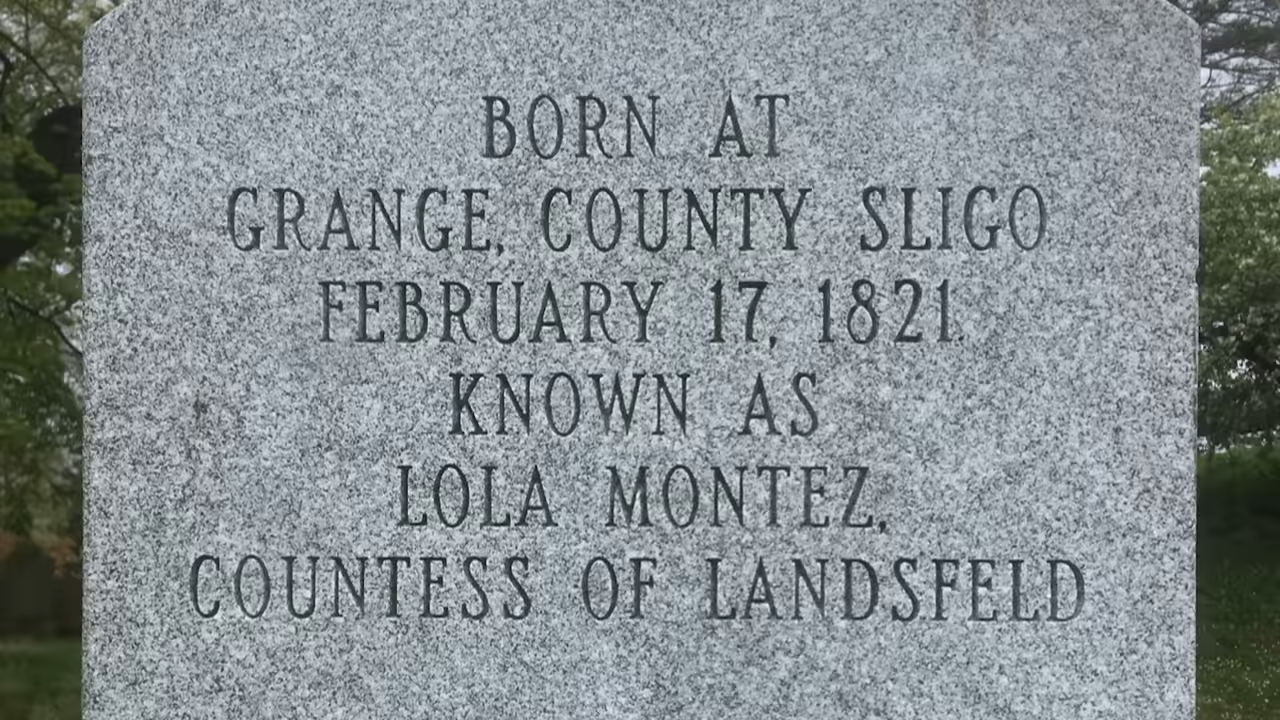 BORN AT
GRANGE, COUNTY SLIGO
FEBRUARY 17, 1821.
KNOWN AS
LOLA MONTEZ,
COUNTESS OF LANDSFELD